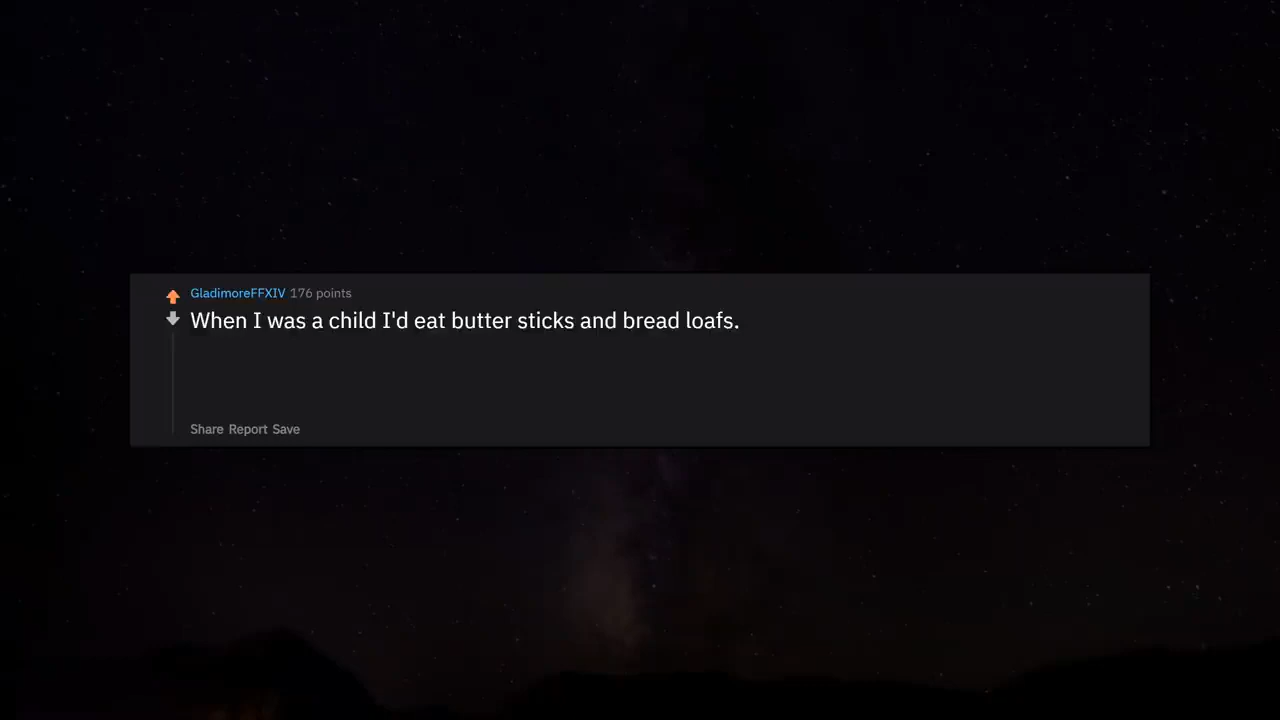 GladimoreFFXIV 176 points
When I was a child I'd eat butter sticks and bread loafs.
Share Report Save